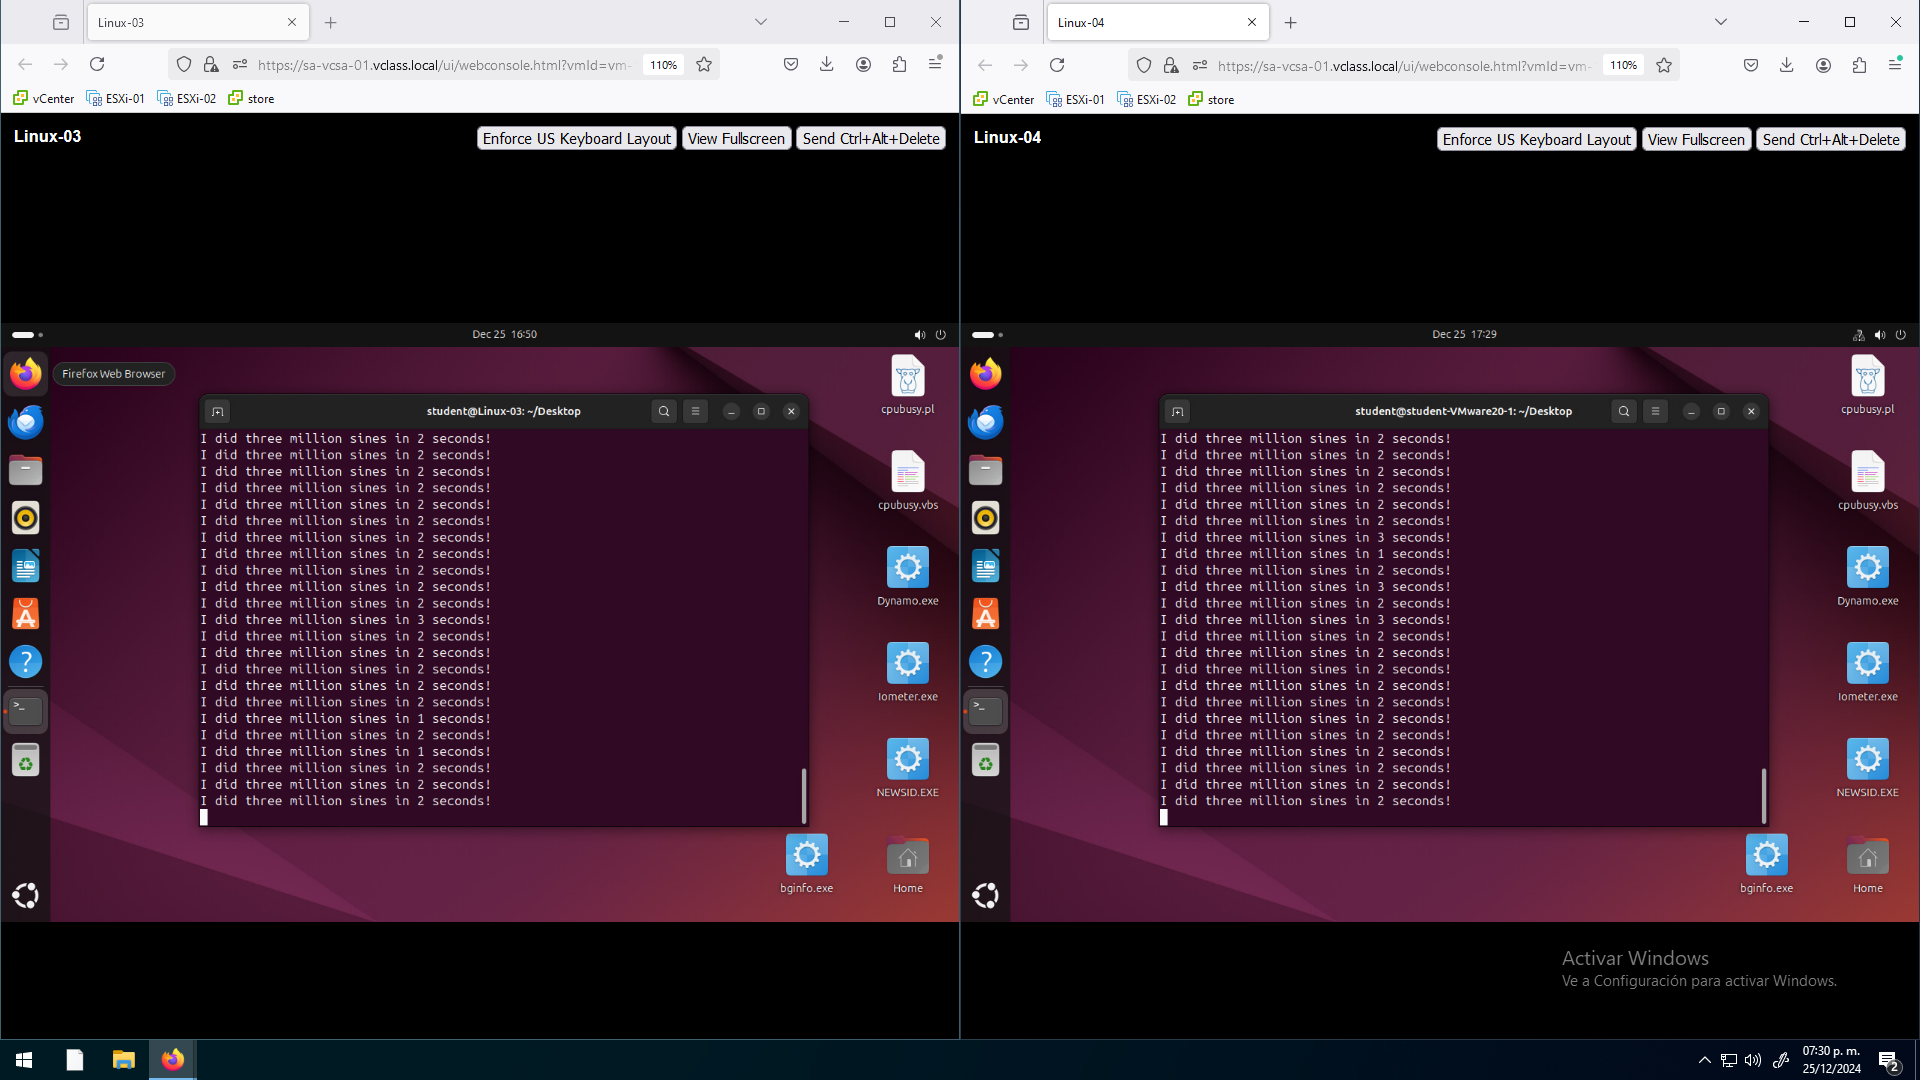 Linux-03
https://sa-vcsa-01.vclass.local/ui/webconsole.html?vmId=vm-
110%
vCenter
ESXi-01
ESXi-02
store
Linux-03
Enforce US Keyboard Layout
View Fullscreen
Send Ctrl+Alt+Delete
Dec 25 16:50
Firefox Web Browser
student@Linux-03: ~/Desktop
I did three million sines in 2 seconds!
I did three million sines in 2 seconds!
I did three million sines in 2 seconds!
I did three million sines in 2 seconds!
I did three million sines in 2 seconds!
I did three million sines in 2 seconds!
I did three million sines in 2 seconds!
I did three million sines in 2 seconds!
I did three million sines in 2 seconds!
I did three million sines in 2 seconds!
I did three million sines in 2 seconds!
I did three million sines in 3 seconds!
I did three million sines in 2 seconds!
I did three million sines in 2 seconds!
I did three million sines in 2 seconds!
I did three million sines in 2 seconds!
I did three million sines in 2 seconds!
I did three million sines in 1 seconds!
I did three million sines in 2 seconds!
I did three million sines in 1 seconds!
I did three million sines in 2 seconds!
I did three million sines in 2 seconds!
I did three million sines in 2 seconds!
cpubusy.pl
cpubusy.vbs
Dynamo.exe
Iometer.exe
NEWSID.EXE
bginfo.exe
Home
Linux-04
https://sa-vcsa-01.vclass.local/ui/webconsole.html?vmId=vm-
110%
vCenter
ESXi-01
ESXi-02
store
Linux-04
Enforce US Keyboard Layout
View Fullscreen
Send Ctrl+Alt+Delete
Dec 25 17:29
student@student-VMware20-1: ~/Desktop
I did three million sines in 2 seconds!
I did three million sines in 2 seconds!
I did three million sines in 2 seconds!
I did three million sines in 2 seconds!
I did three million sines in 2 seconds!
I did three million sines in 2 seconds!
I did three million sines in 3 seconds!
I did three million sines in 1 seconds!
I did three million sines in 2 seconds!
I did three million sines in 3 seconds!
I did three million sines in 2 seconds!
I did three million sines in 3 seconds!
I did three million sines in 2 seconds!
I did three million sines in 2 seconds!
I did three million sines in 2 seconds!
I did three million sines in 2 seconds!
I did three million sines in 2 seconds!
I did three million sines in 2 seconds!
I did three million sines in 2 seconds!
I did three million sines in 2 seconds!
I did three million sines in 2 seconds!
I did three million sines in 2 seconds!
I did three million sines in 2 seconds!
cpubusy.pl
cpubusy.vbs
Dynamo.exe
Iometer.exe
NEWSID.EXE
bginfo.exe
Home
Activar Windows
Ve a Configuración para activar Windows.
07:30 p. m.
25/12/2024
2